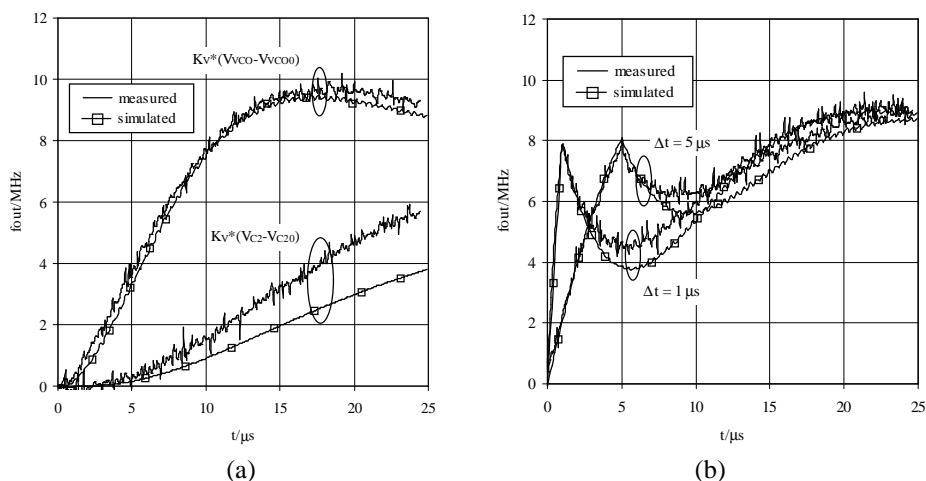 12
10
8
6
4
2
0
fout/MHz
Kv*(VVCO-VVCO0)
measured
simulated
Kv*(VC2-VC20)
0 5 10 15 20 25
t/µs
(a)
12
10
8
6
4
2
0
fout/MHz
measured
simulated
Δt = 5 µs
Δt = 1 µs
0 5 10 15 20 25
t/µs
(b)